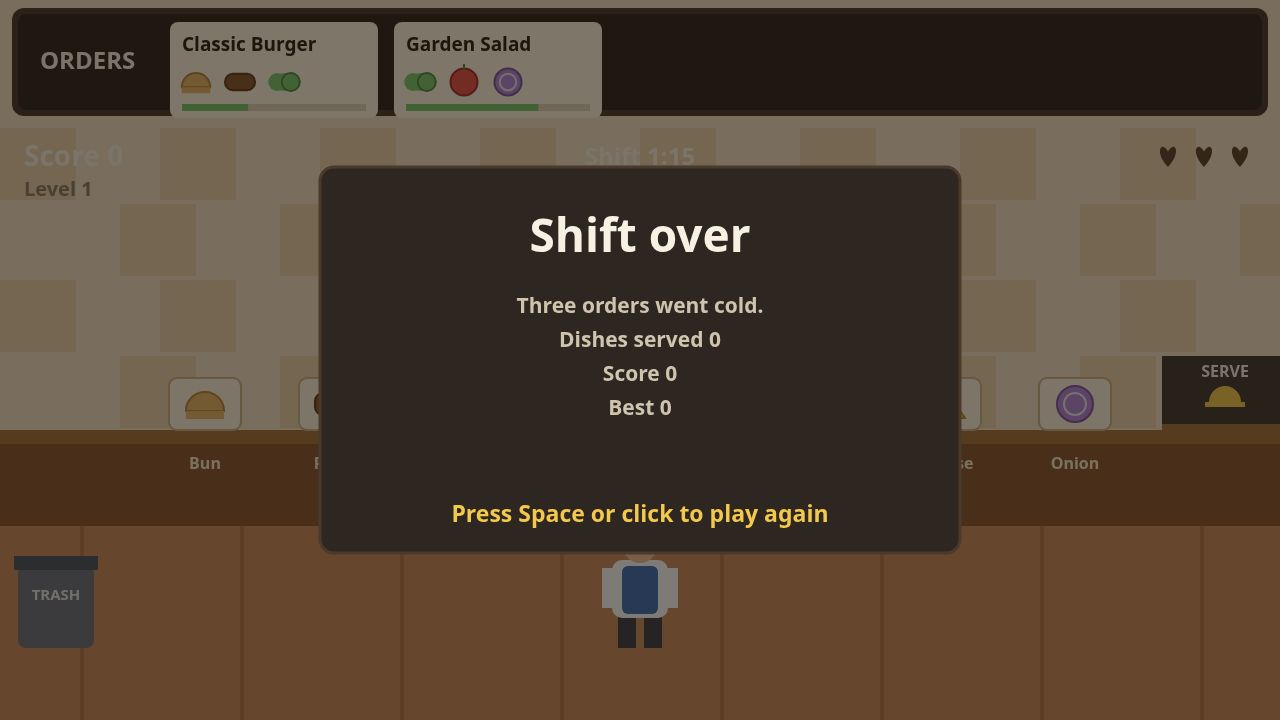 ORDERS
Classic Burger
Garden Salad
Score 0
Shift 1:15
Level 1
Shift over
Three orders went cold.
Dishes served 0
Score 0
Best 0
Press Space or click to play again
SERVE
Bun
Onion
TRASH